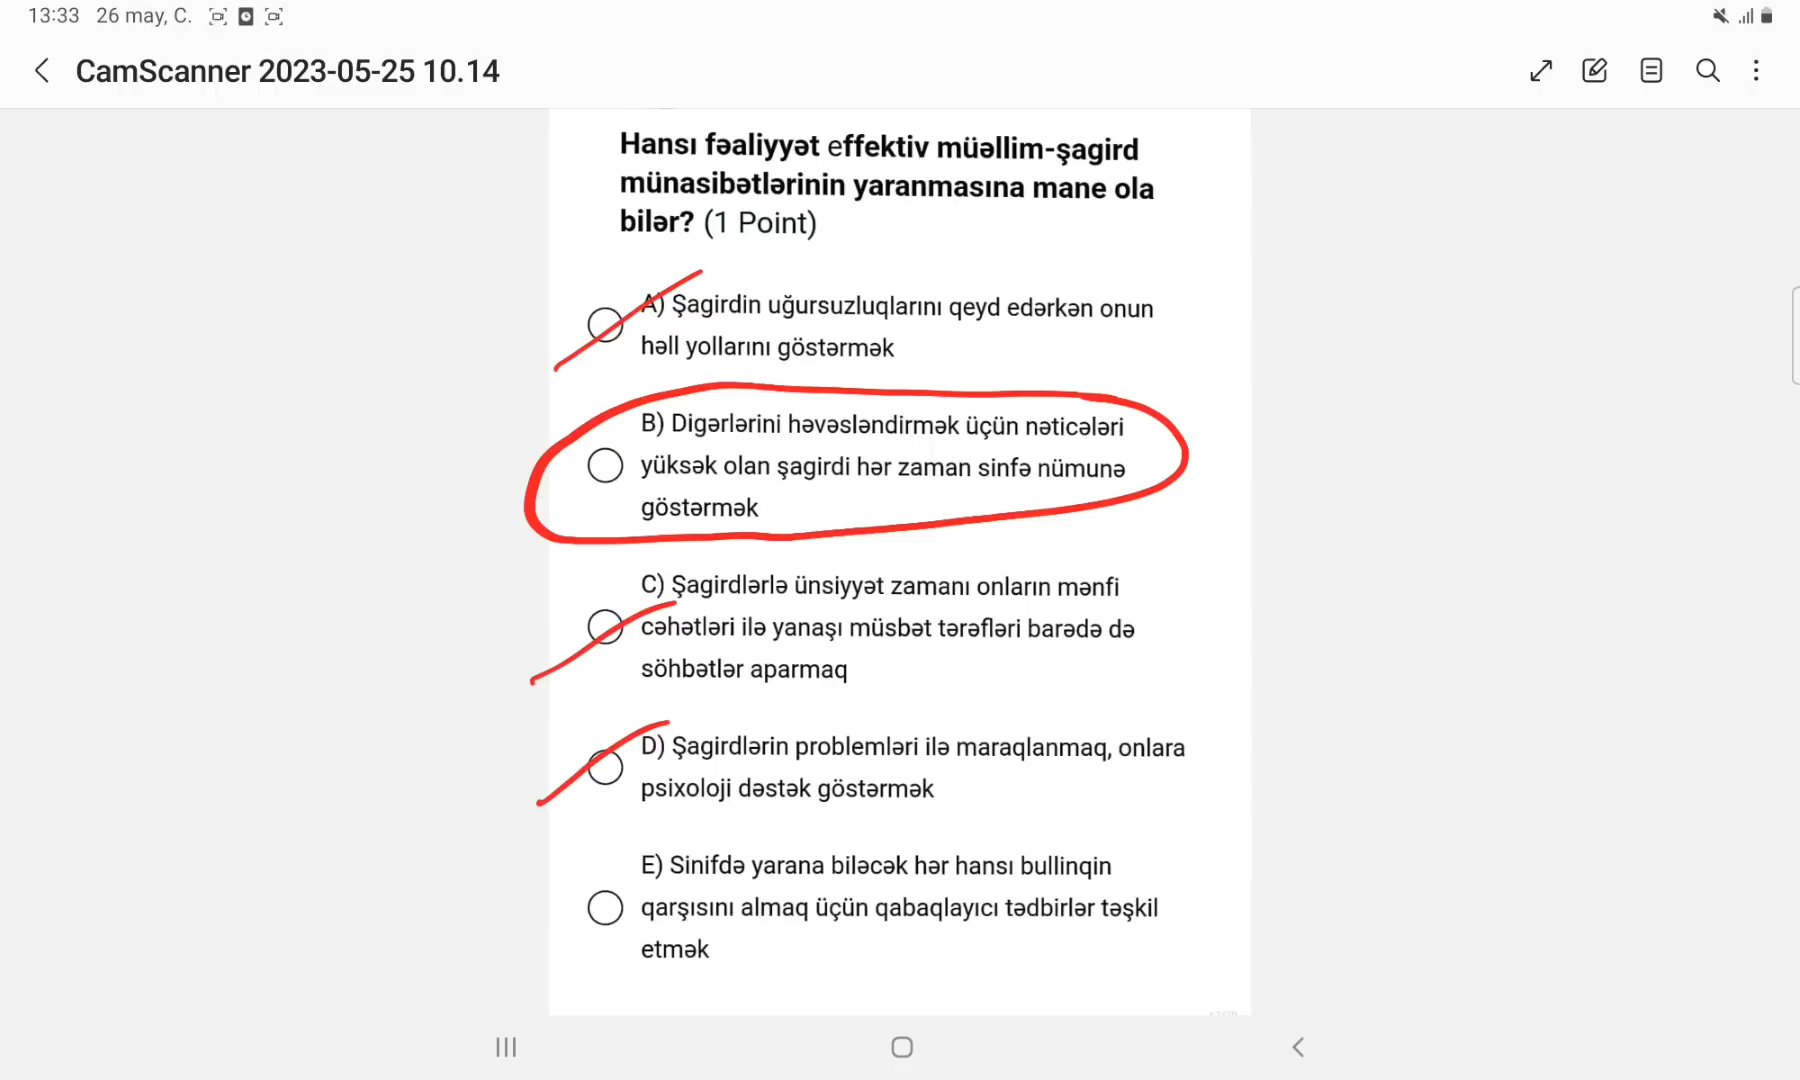 13:33 26 may, C.
CamScanner 2023-05-25 10.14
Hansı fəaliyyət effektiv müəllim-şagird
münasibətlərinin yaranmasına mane ola
bilər? (1 Point)
A) Şagirdin uğursuzluqlarını qeyd edərkən onun
həll yollarını göstərmək
B) Digərlərini həvəsləndirmək üçün nəticələri
yüksək olan şagirdi hər zaman sinfə nümunə
göstərmək
C) Şagirdlərlə ünsiyyət zamanı onların mənfi
cəhətləri ilə yanaşı müsbət tərəfləri barədə də
söhbətlər aparmaq
D) Şagirdlərin problemləri ilə maraqlanmaq, onlara
psixoloji dəstək göstərmək
E) Sinifdə yarana biləcək hər hansı bullinqin
qarşısını almaq üçün qabaqlayıcı tədbirlər təşkil
etmək